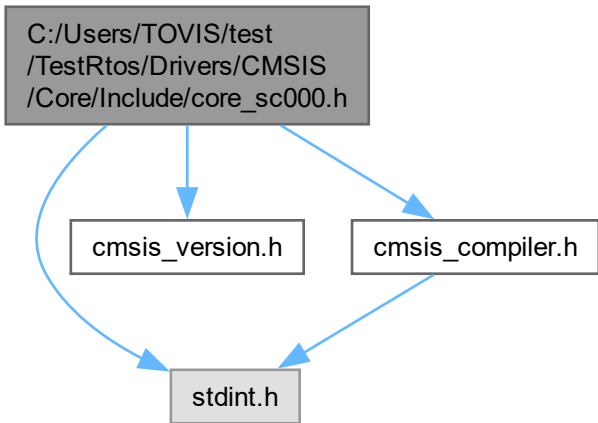 C:/Users/TOVIS/test
/TestRtos/Drivers/CMSIS
/Core/Include/core_sc000.h
cmsis_version.h
cmsis_compiler.h
stdint.h